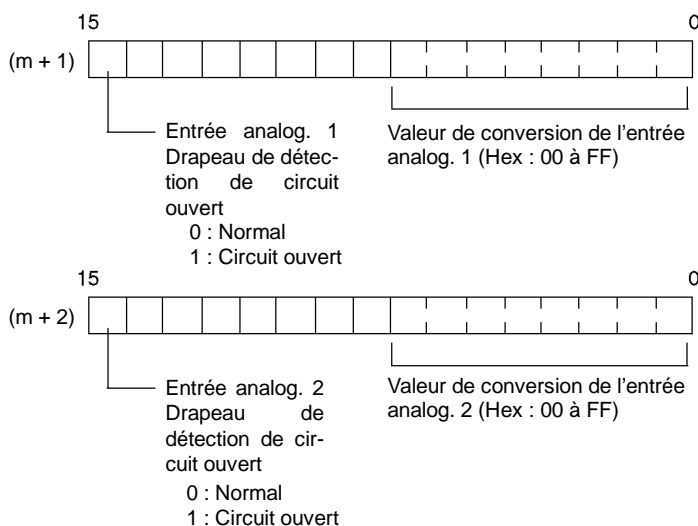 15 0
(m + 1)
Entrée analog. 1
Drapeau de détec-
tion de circuit
ouvert
0 : Normal
1 : Circuit ouvert
Valeur de conversion de l'entrée
analog. 1 (Hex : 00 à FF)
15 0
(m + 2)
Entrée analog. 2
Drapeau de
détection de cir-
cuit ouvert
0 : Normal
1 : Circuit ouvert
Valeur de conversion de l'entrée
analog. 2 (Hex : 00 à FF)